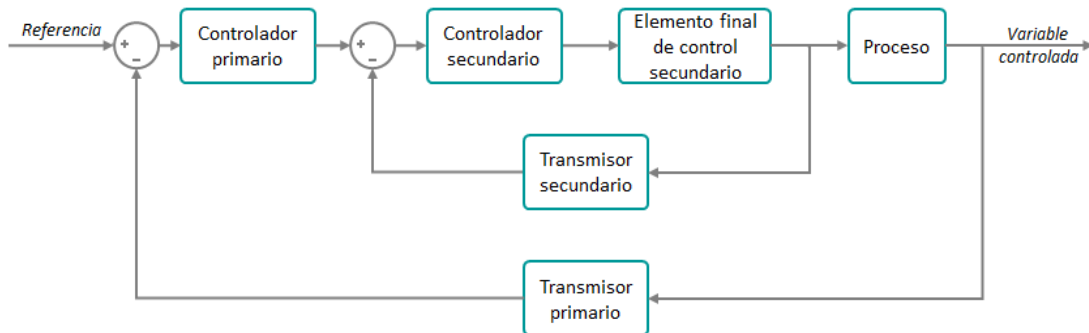 Referencia
+
-
Controlador
primario
+
-
Controlador
secundario
Elemento final
de control
secundario
Proceso
Variable
controlada
Transmisor
secundario
Transmisor
primario